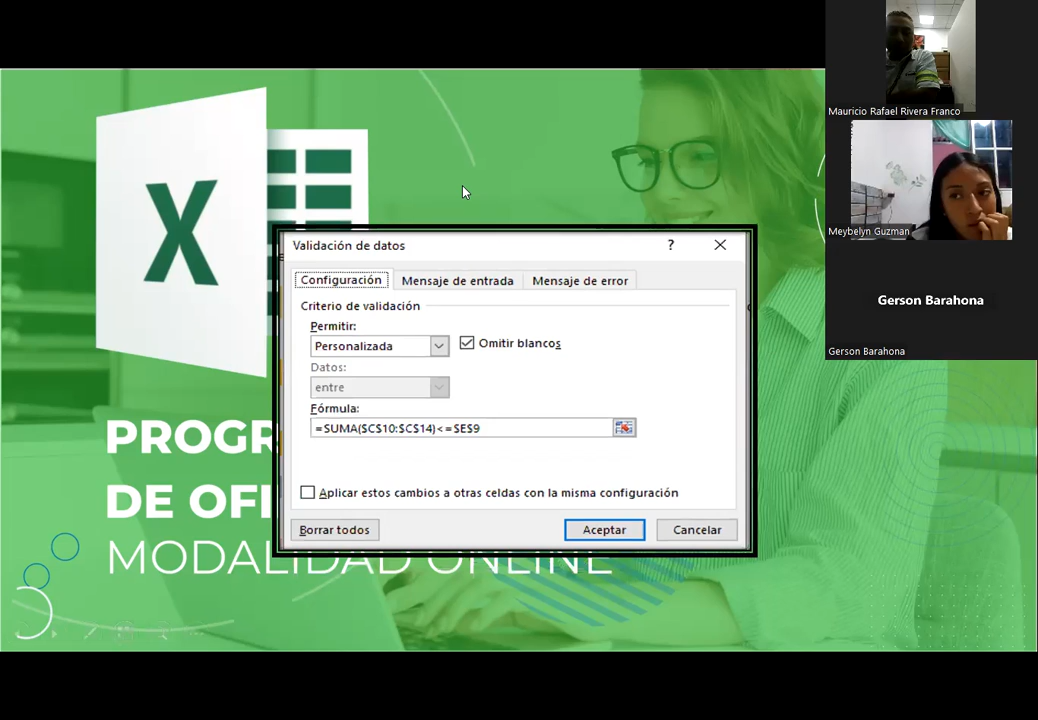 Mauricio Rafael Rivera Franco
Meybelyn Guzman
Gerson Barahona
Gerson Barahona
X
Validación de datos
?
Configuración
Mensaje de entrada
Mensaje de error
Criterio de validación
Permitir:
Personalizada
Omitir blancos
Datos:
entre
Fórmula:
=SUMA($C$10:$C$14)<=$E$9
Aplicar estos cambios a otras celdas con la misma configuración
Borrar todos
Aceptar
Cancelar
PROGR
DE OFI
MODALIDAD ONLINE